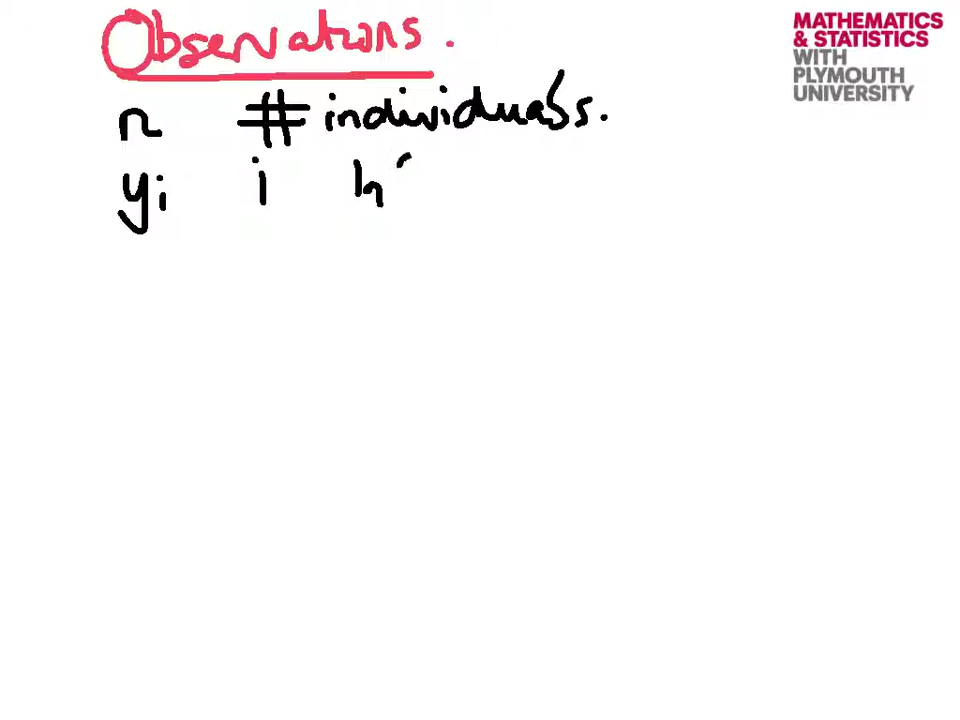 Observations.
n # individuals.
yi i h
MATHEMATICS
& STATISTICS
WITH
PLYMOUTH
UNIVERSITY